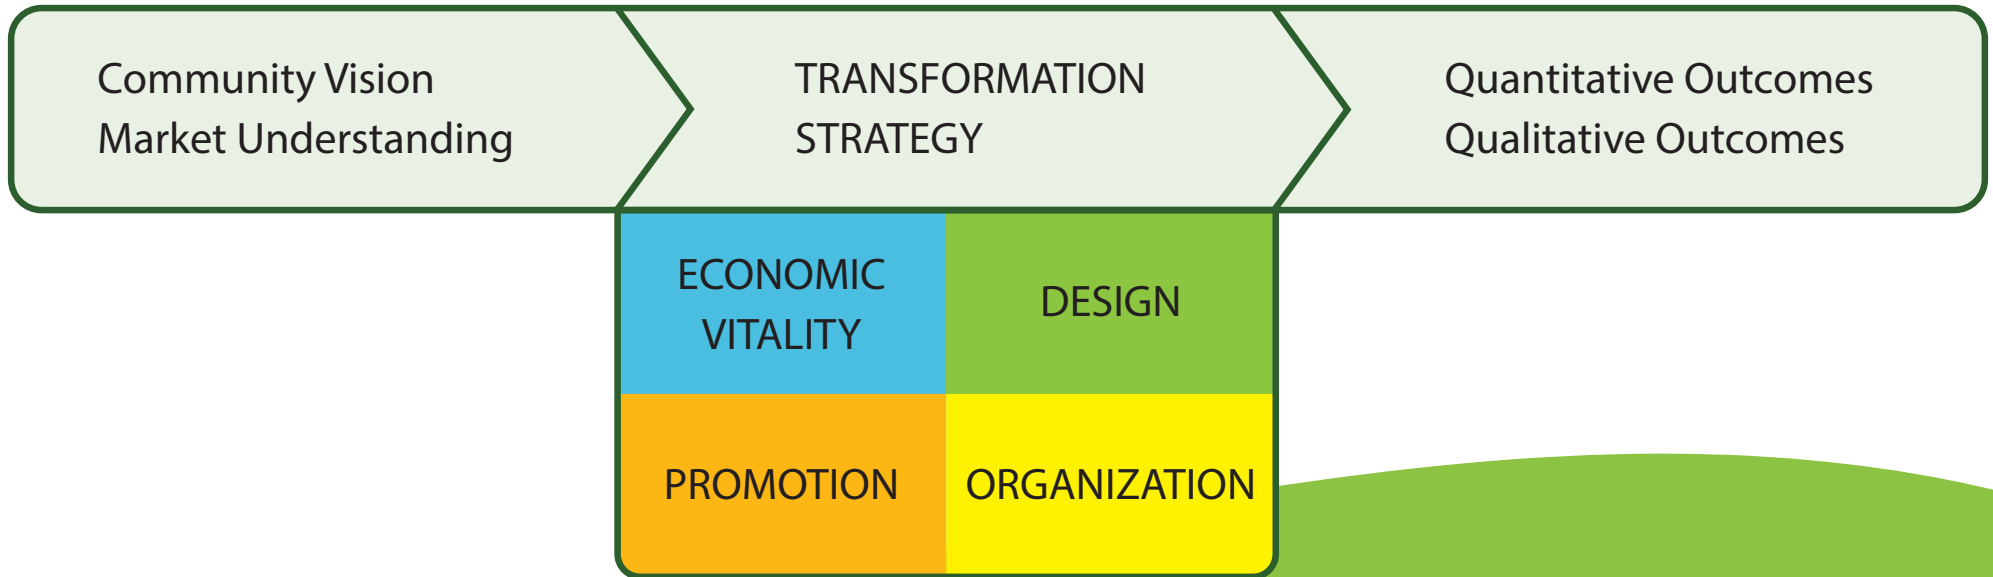 Community Vision
Market Understanding
TRANSFORMATION
STRATEGY
Quantitative Outcomes
Qualitative Outcomes
ECONOMIC
VITALITY
DESIGN
PROMOTION
ORGANIZATION